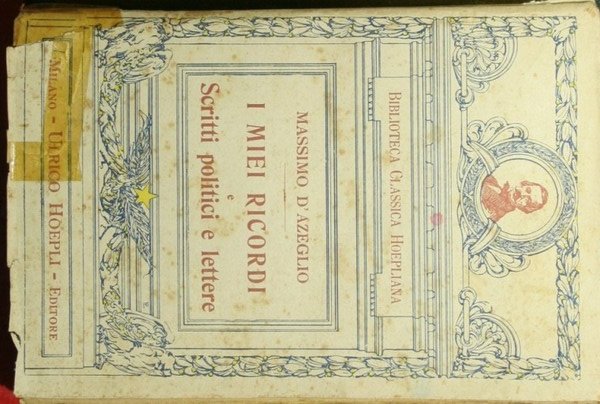 BIBLIOTECA CLASSICA HOEPLIANA
MASSIMO D'AZEGLIO
I MIEI RICORDI
e
Scritti politici e lettere
MILANO - ULRICO HOEPLI - EDITORE